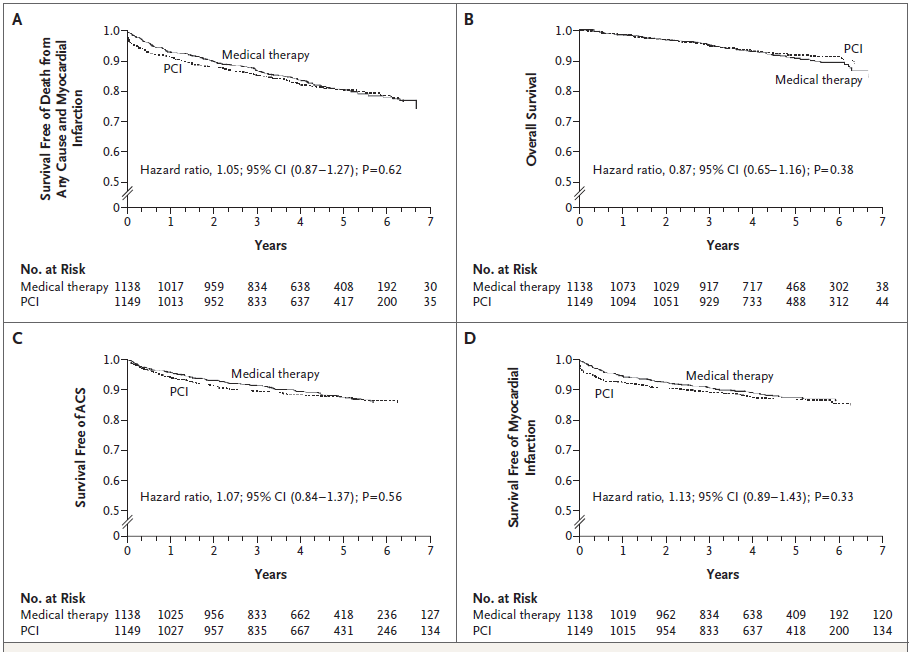 A
Survival Free of Death from
Any Cause and Myocardial
Infarction
1.0
0.9
0.8
0.7
0.6
0.5
0
Medical therapy
PCI
Hazard ratio, 1.05; 95% CI (0.87–1.27); P=0.62
0 1 2 3 4 5 6 7
Years
No. at Risk
Medical therapy 1138 1017 959 834 638 408 192 30
PCI 1149 1013 952 833 637 417 200 35
B
Overall Survival
1.0
0.9
0.8
0.7
0.6
0.5
0
PCI
Medical therapy
Hazard ratio, 0.87; 95% CI (0.65–1.16); P=0.38
0 1 2 3 4 5 6 7
Years
No. at Risk
Medical therapy 1138 1073 1029 917 717 468 302 38
PCI 1149 1094 1051 929 733 488 312 44
C
Survival Free of ACS
1.0
0.9
0.8
0.7
0.6
0.5
0
Medical therapy
PCI
Hazard ratio, 1.07; 95% CI (0.84–1.37); P=0.56
0 1 2 3 4 5 6 7
Years
No. at Risk
Medical therapy 1138 1025 956 833 662 418 236 127
PCI 1149 1027 957 835 667 431 246 134
D
Survival Free of Myocardial
Infarction
1.0
0.9
0.8
0.7
0.6
0.5
0
Medical therapy
PCI
Hazard ratio, 1.13; 95% CI (0.89–1.43); P=0.33
0 1 2 3 4 5 6 7
Years
No. at Risk
Medical therapy 1138 1019 962 834 638 409 192 120
PCI 1149 1015 954 833 637 418 200 134